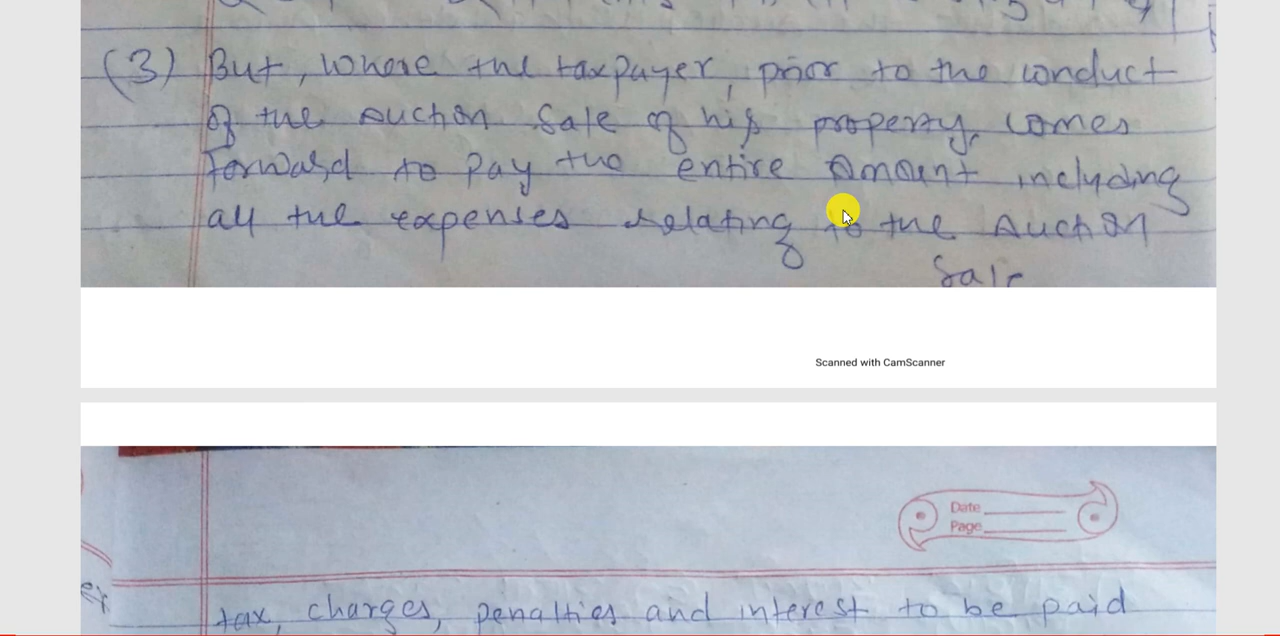 (3) But, where the taxpayer, prior to the conduct
of the auction sale of his property, comes
forward to pay the entire amount including
all the expenses relating to the Auction
Sale
Scanned with CamScanner
Date
Page
tax, charges, penalties and interest to be paid